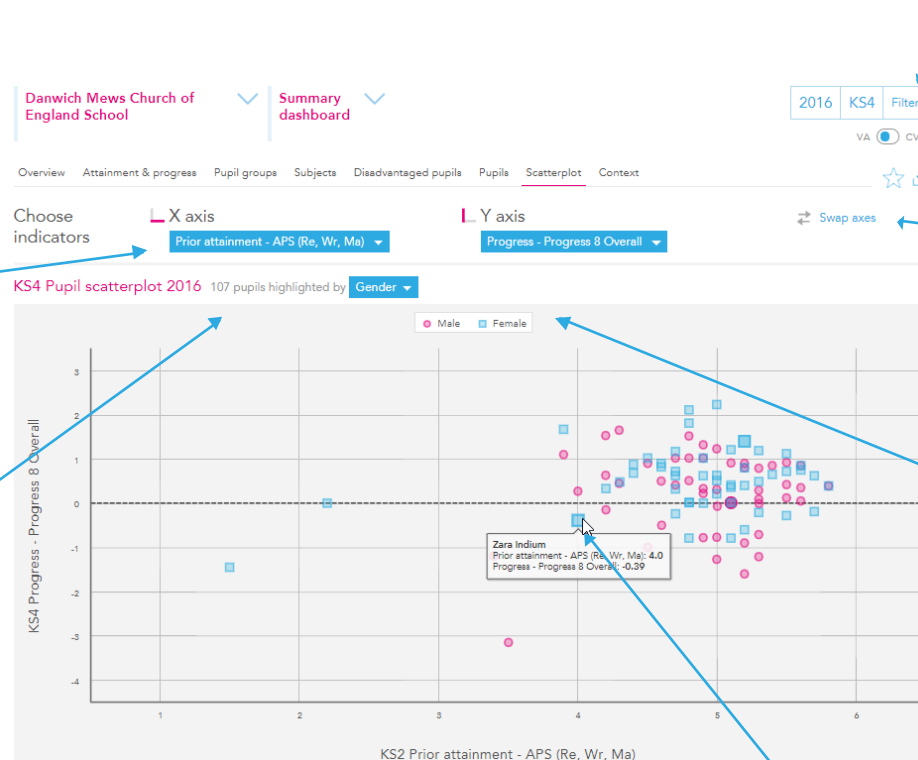 Danwich Mews Church of
England School
Summary
dashboard
2016 KS4 Filter
VA CV
Overview Attainment & progress Pupil groups Subjects Disadvantaged pupils Pupils Scatterplot Context
Choose
indicators
X axis
Prior attainment - APS (Re, Wr, Ma)
Y axis
Progress - Progress 8 Overall
Swap axes
KS4 Pupil scatterplot 2016 107 pupils highlighted by Gender
Male Female
KS4 Progress - Progress 8 Overall
3
2
1
0
-1
-2
-3
-4
Zara Indium
Prior attainment - APS (Re, Wr, Ma): 4.0
Progress - Progress 8 Overall: -0.39
1 2 3 4 5 6
KS2 Prior attainment - APS (Re, Wr, Ma)